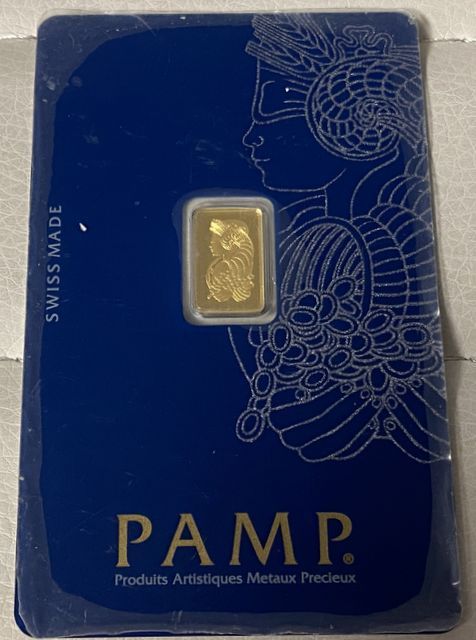 SWISS MADE
PAMP®
Produits Artistiques Metaux Precieux